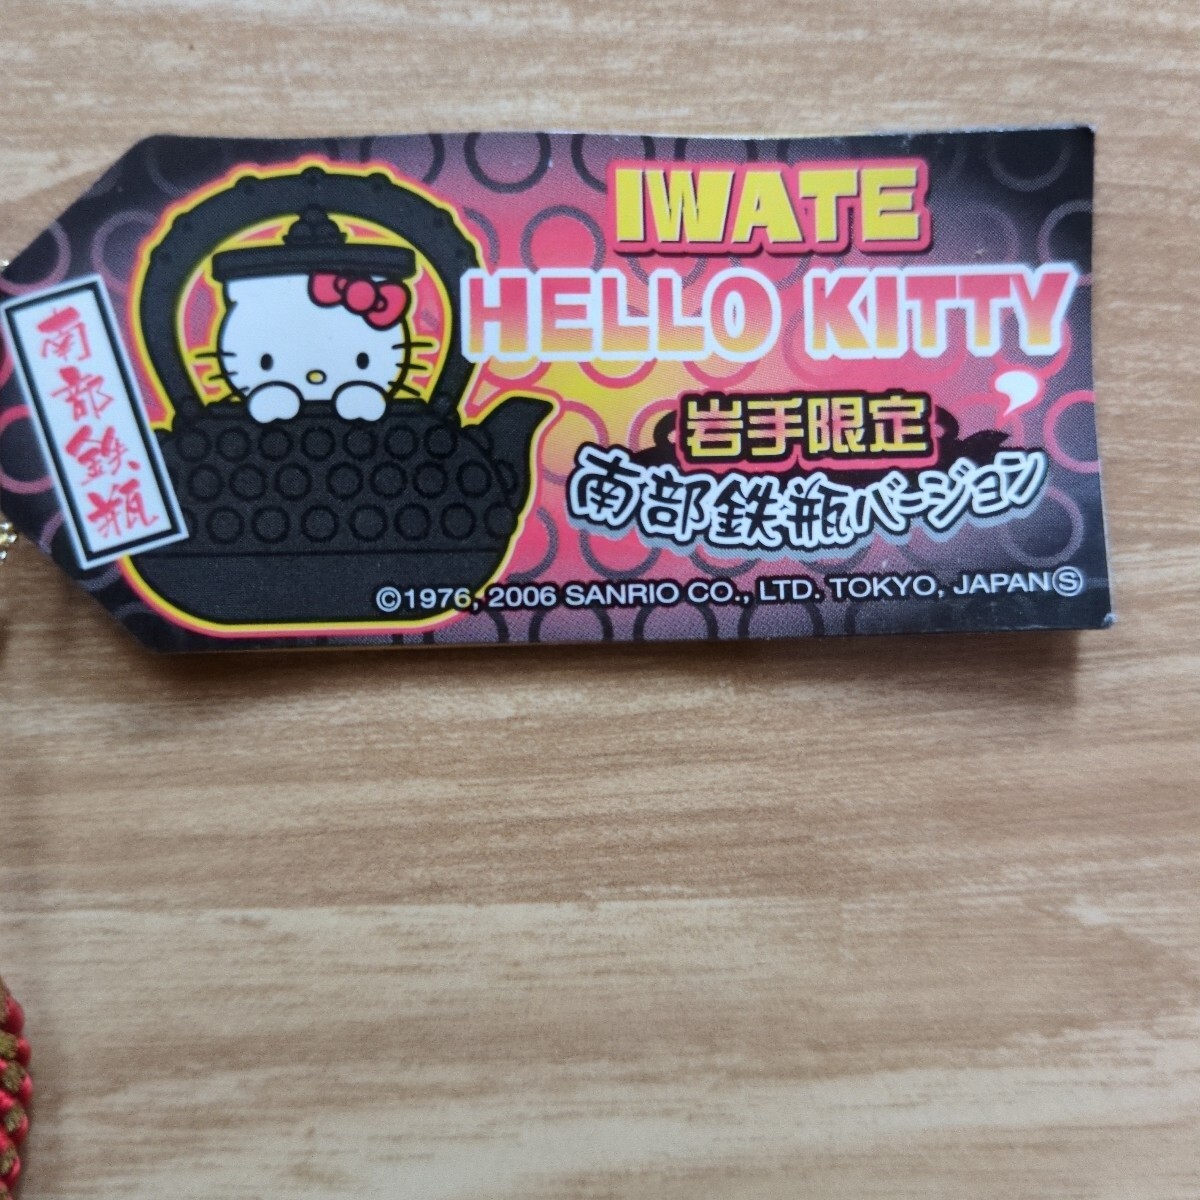 IWATE
HELLO KITTY
岩手限定
南部鉄瓶バージョン
南部鉄瓶
©1976, 2006 SANRIO CO., LTD. TOKYO, JAPANⓈ